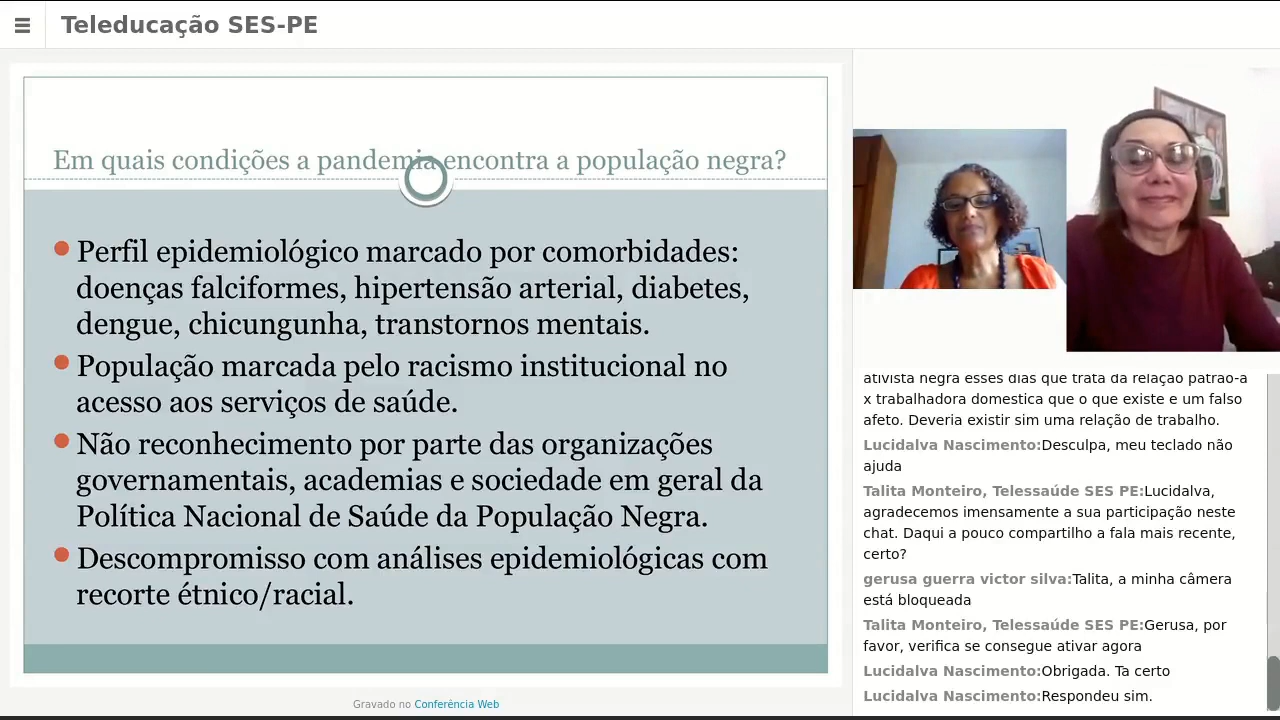 Teleducação SES-PE
Em quais condições a pandemia encontra a população negra?
Perfil epidemiológico marcado por comorbidades:
doenças falciformes, hipertensão arterial, diabetes,
dengue, chicungunha, transtornos mentais.
População marcada pelo racismo institucional no
acesso aos serviços de saúde.
Não reconhecimento por parte das organizações
governamentais, academias e sociedade em geral da
Política Nacional de Saúde da População Negra.
Descompromisso com análises epidemiológicas com
recorte étnico/racial.
Gravado no Conferência Web
ativista negra esses dias que trata da relação patrao-a
x trabalhadora domestica que o que existe e um falso
afeto. Deveria existir sim uma relação de trabalho.
Lucidalva Nascimento:Desculpa, meu teclado não
ajuda
Talita Monteiro, Telessaúde SES PE:Lucidalva,
agradecemos imensamente a sua participação neste
chat. Daqui a pouco compartilho a fala mais recente,
certo?
gerusa guerra victor silva:Talita, a minha câmera
está bloqueada
Talita Monteiro, Telessaúde SES PE:Gerusa, por
favor, verifica se consegue ativar agora
Lucidalva Nascimento:Obrigada. Ta certo
Lucidalva Nascimento:Respondeu sim.